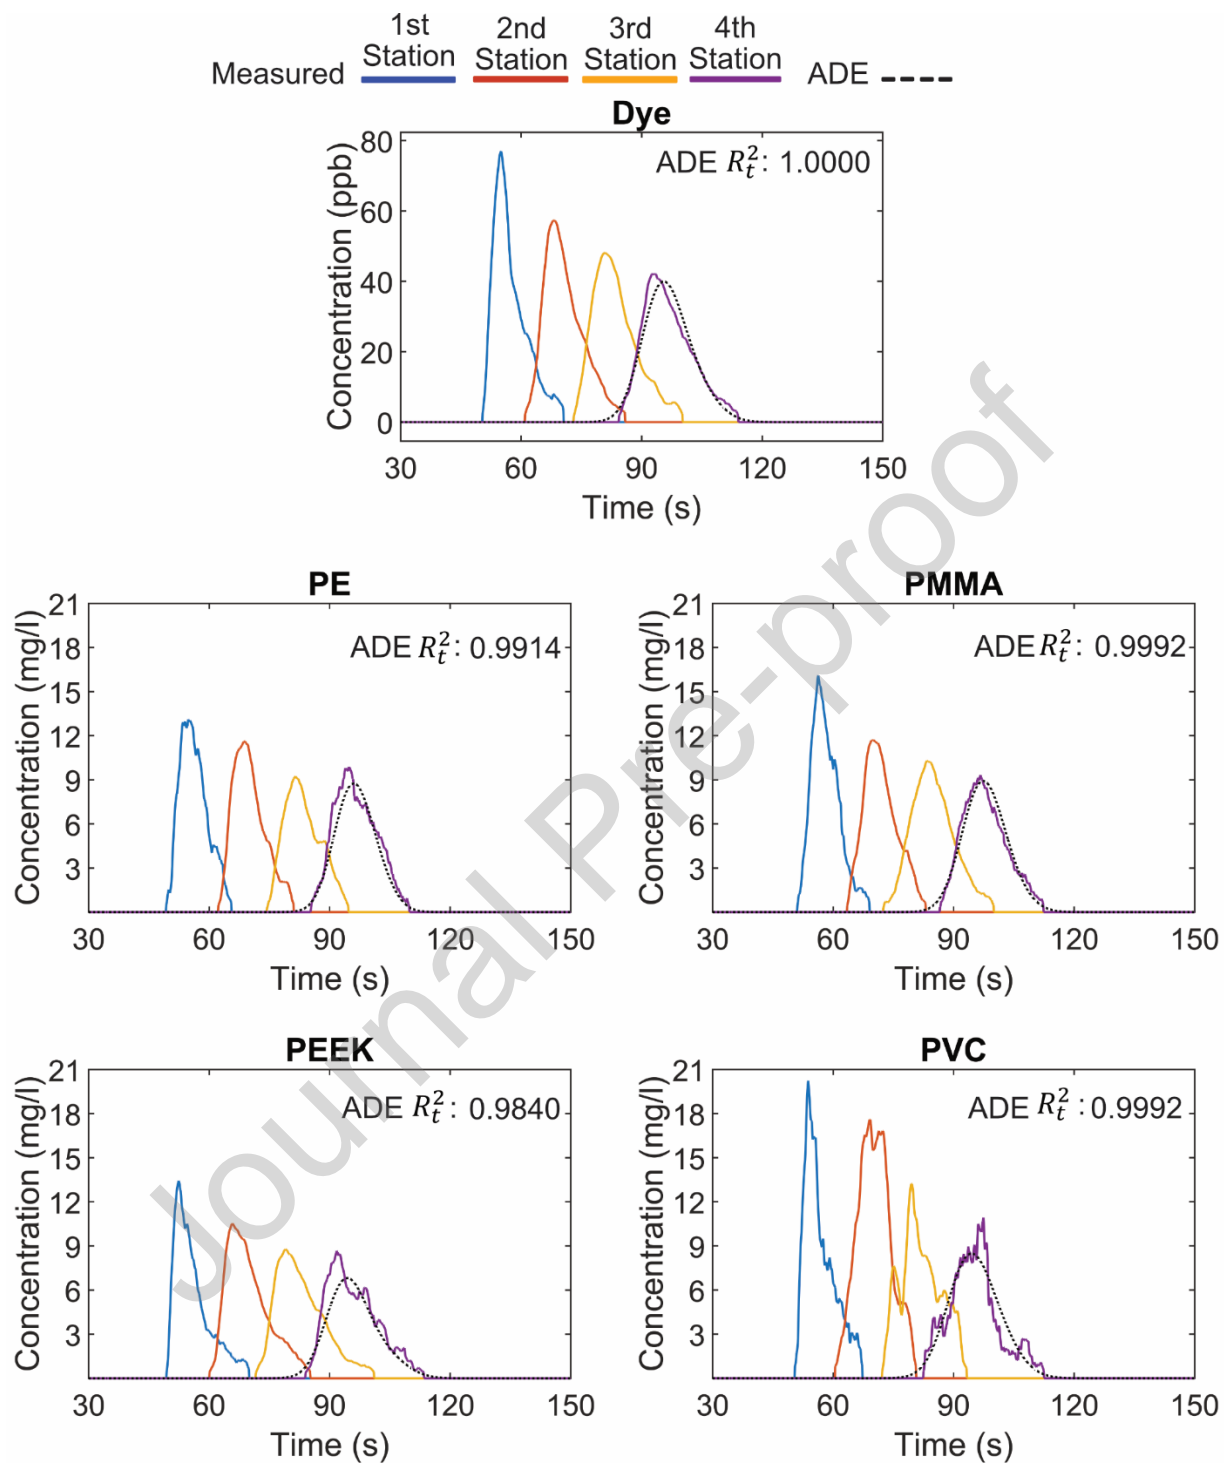 1st Station 2nd Station 3rd Station 4th Station
Measured ADE
Dye
Concentration (ppb)
80
60
40
20
0
ADE R_t^2: 1.0000
30 60 90 120 150
Time (s)
PE
Concentration (mg/l)
21
18
15
12
9
6
3
ADE R_t^2: 0.9914
30 60 90 120 150
Time (s)
PMMA
Concentration (mg/l)
21
18
15
12
9
6
3
ADE R_t^2: 0.9992
30 60 90 120 150
Time (s)
PEEK
Concentration (mg/l)
21
18
15
12
9
6
3
ADE R_t^2: 0.9840
30 60 90 120 150
Time (s)
PVC
Concentration (mg/l)
21
18
15
12
9
6
3
ADE R_t^2: 0.9992
30 60 90 120 150
Time (s)
Journal Pre-proof